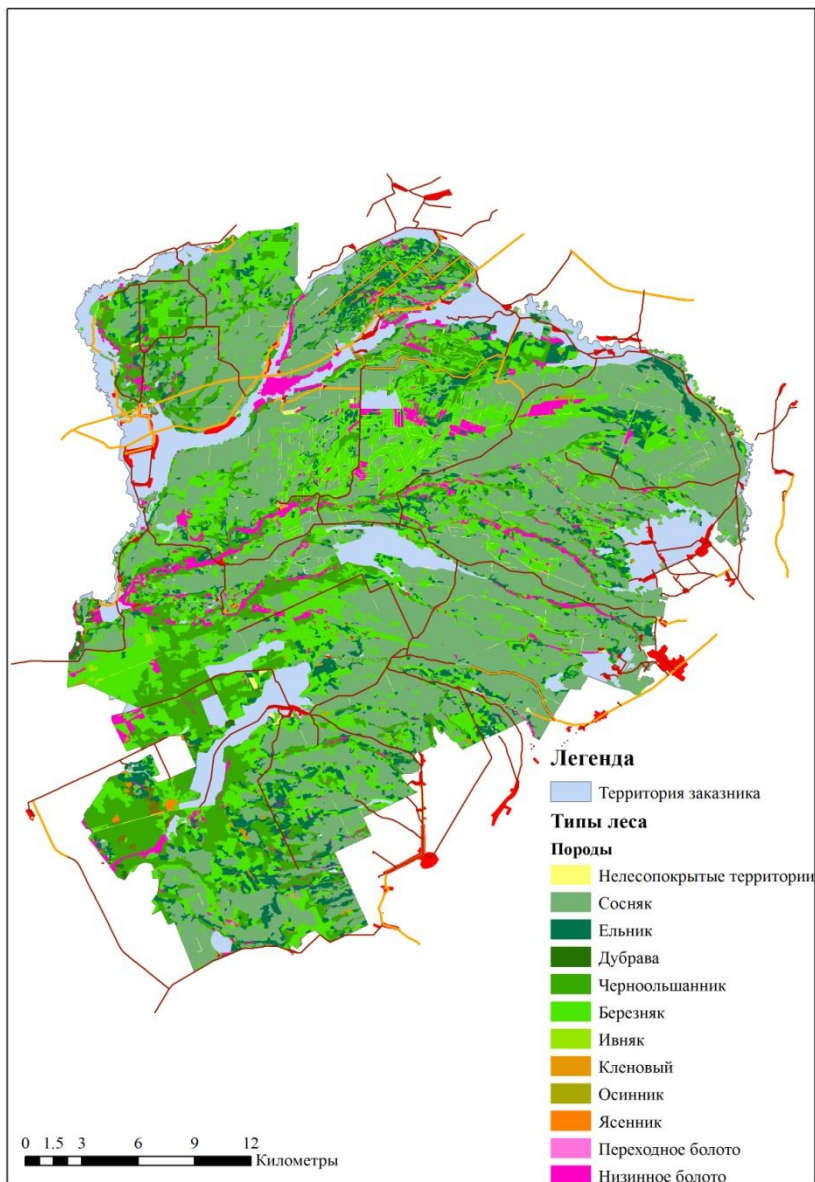 Легенда
Территория заказника
Типы леса
Породы
Нелесопокрытые территории
Сосняк
Ельник
Дубрава
Черноольшанник
Березняк
Ивняк
Кленовый
Осинник
Ясенник
Переходное болото
Низинное болото
0 1.5 3 6 9 12
Километры